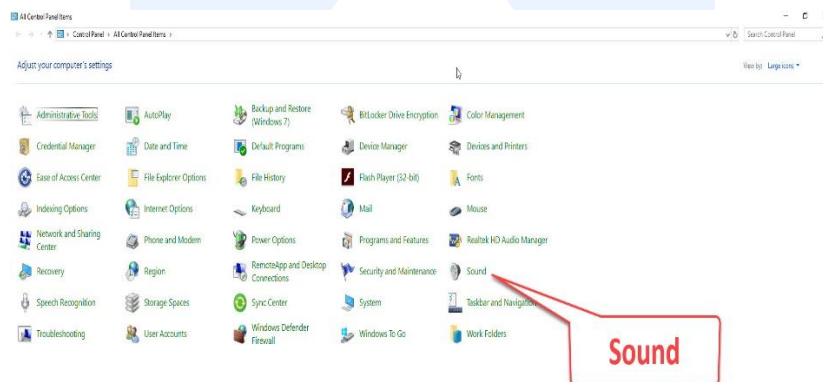 All Control Panel Items
Control Panel > All Control Panel Items >
Search Control Panel
Adjust your computer's settings
View by: Large icons
Administrative Tools
AutoPlay
Backup and Restore
(Windows 7)
BitLocker Drive Encryption
Color Management
Credential Manager
Date and Time
Default Programs
Device Manager
Devices and Printers
Ease of Access Center
File Explorer Options
File History
Flash Player (32-bit)
Fonts
Indexing Options
Internet Options
Keyboard
Mail
Mouse
Network and Sharing
Center
Phone and Modem
Power Options
Programs and Features
Realtek HD Audio Manager
Recovery
Region
RemoteApp and Desktop
Connections
Security and Maintenance
Sound
Speech Recognition
Storage Spaces
Sync Center
System
Taskbar and Navigation
Troubleshooting
User Accounts
Windows Defender
Firewall
Windows To Go
Work Folders
Sound